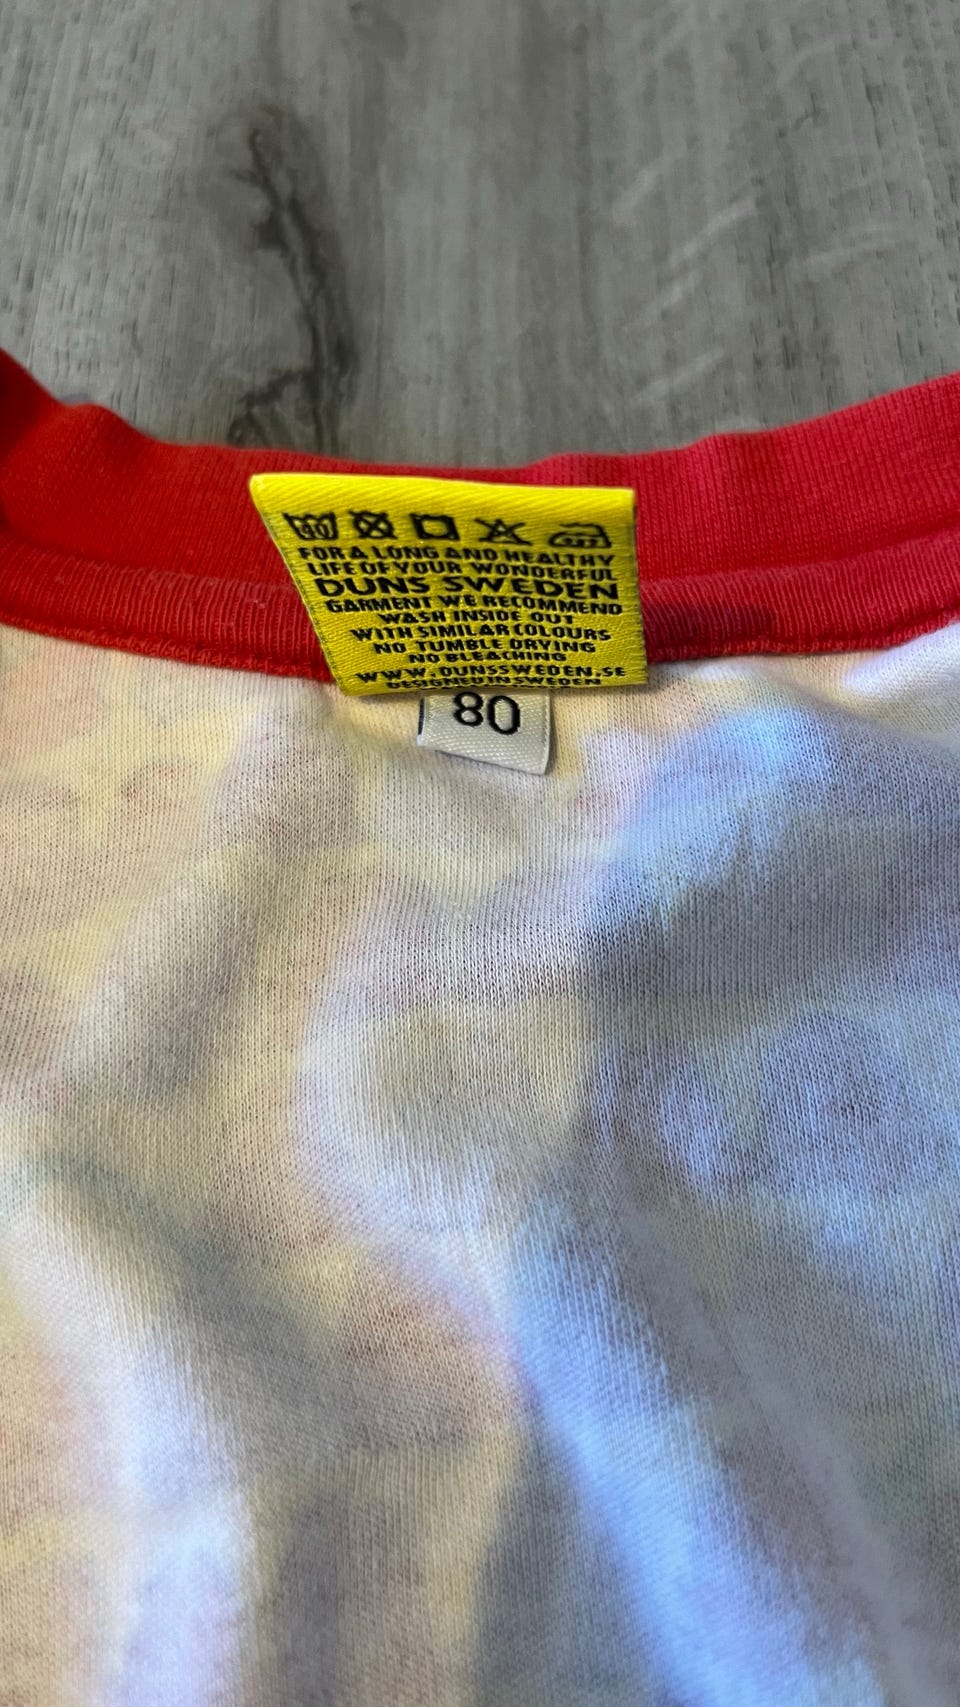 40
FOR A LONG AND HEALTHY
LIFE OF YOUR WONDERFUL
DUNS SWEDEN
GARMENT WE RECOMMEND
WASH INSIDE OUT
WITH SIMILAR COLOURS
NO TUMBLE DRYING
NO BLEACHING
WWW.DUNSSWEDEN.SE
DESIGNED IN SWEDEN
80